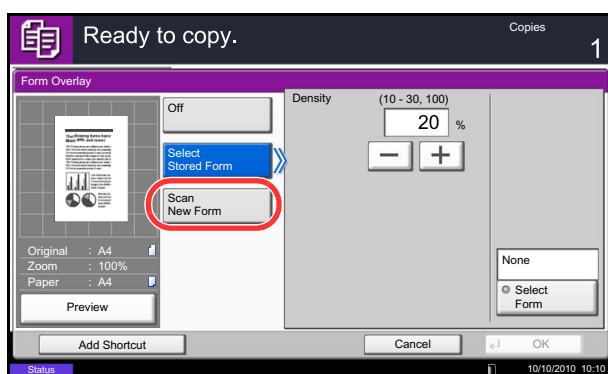 Ready to copy.
Copies
1
Form Overlay
Off
Select
Stored Form
Scan
New Form
Density
(10 - 30, 100)
20 %
Original : A4
Zoom : 100%
Paper : A4
Preview
None
Select
Form
Add Shortcut
Cancel
OK
Status
10/10/2010 10:10